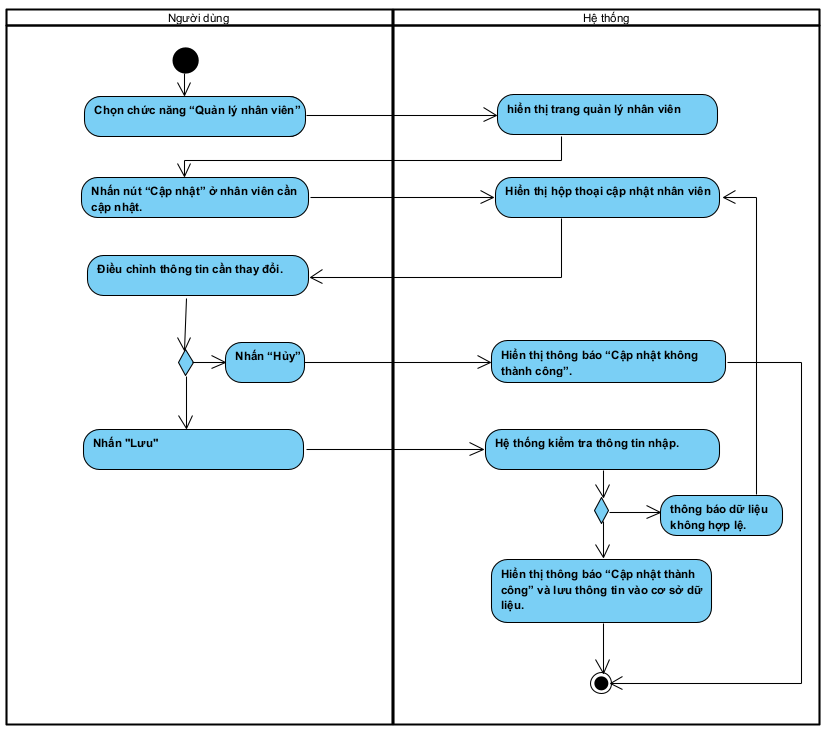 Người dùng
Hệ thống
Chọn chức năng “Quản lý nhân viên”
hiển thị trang quản lý nhân viên
Nhấn nút “Cập nhật” ở nhân viên cần
cập nhật.
Hiển thị hộp thoại cập nhật nhân viên
Điều chỉnh thông tin cần thay đổi.
Nhấn “Hủy”
Hiển thị thông báo “Cập nhật không
thành công”.
Nhấn "Lưu"
Hệ thống kiểm tra thông tin nhập.
thông báo dữ liệu
không hợp lệ.
Hiển thị thông báo “Cập nhật thành
công” và lưu thông tin vào cơ sở dữ
liệu.